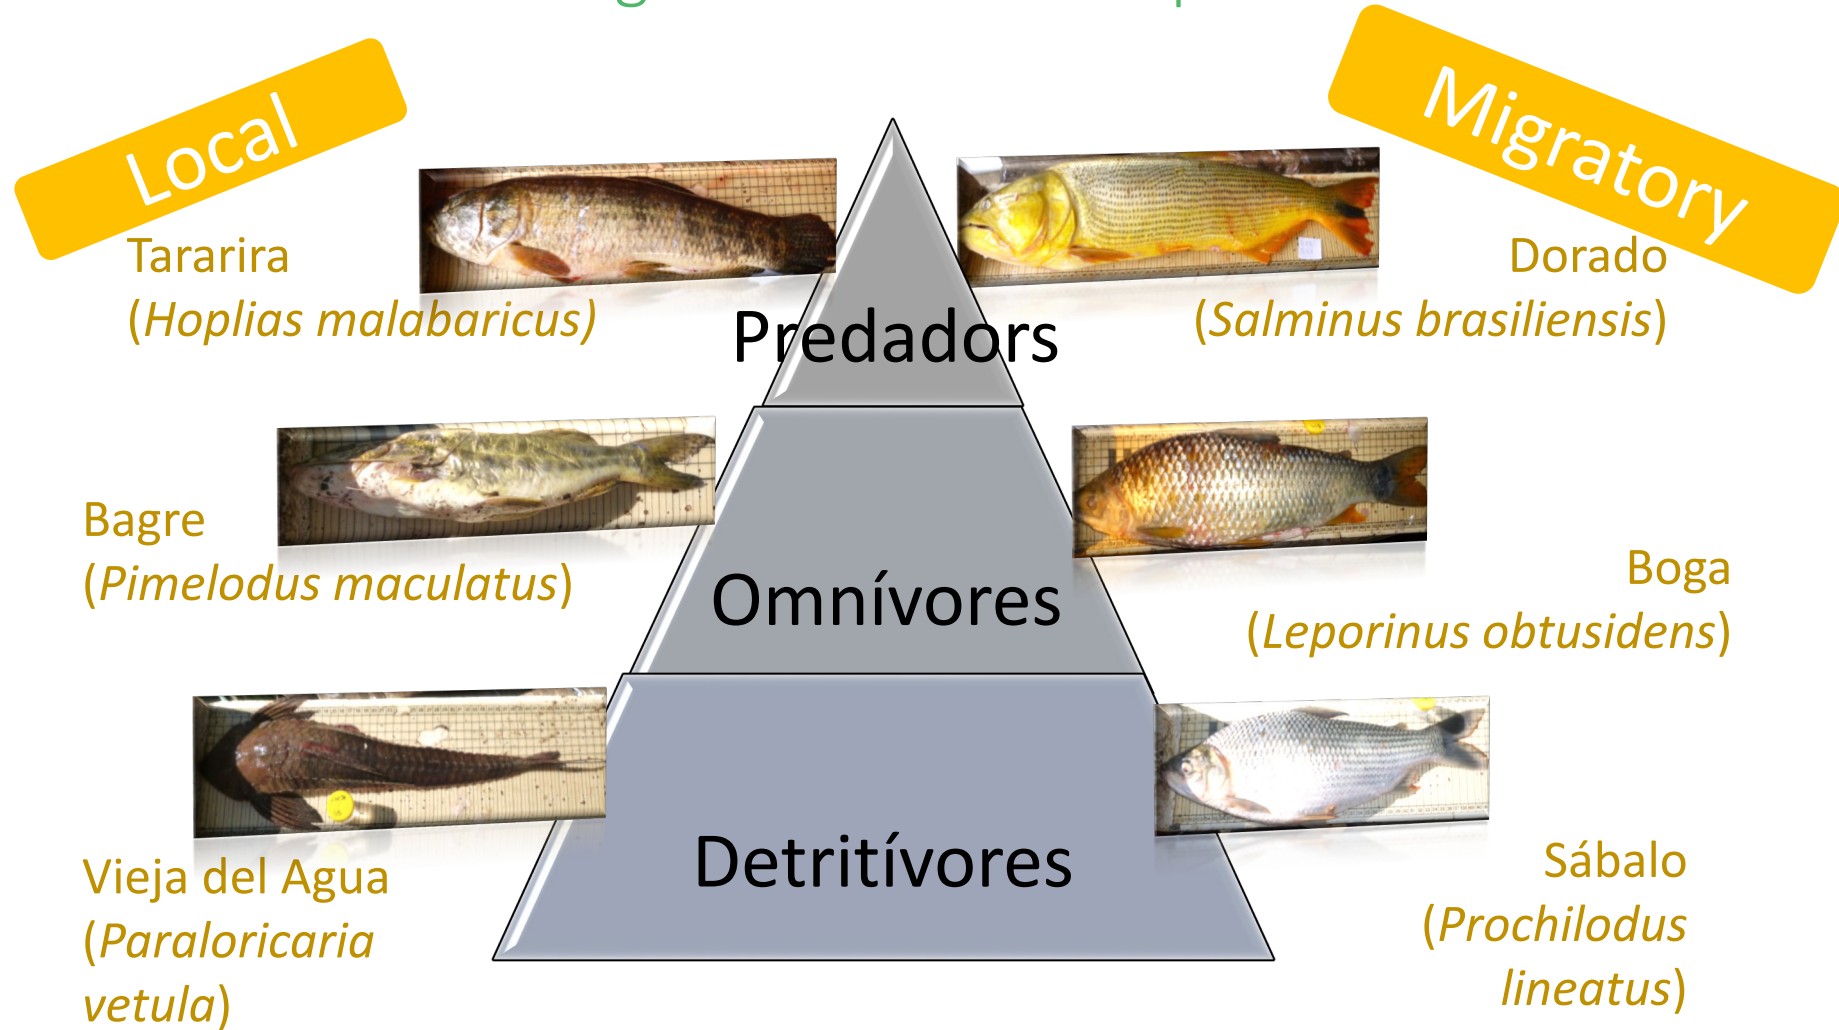 Local
Migratory
Tararira
(Hoplias malabaricus)
Dorado
(Salminus brasiliensis)
Predadors
Bagre
(Pimelodus maculatus)
Boga
(Leporinus obtusidens)
Omnívores
Vieja del Agua
(Paraloricaria
vetula)
Detritívores
Sábalo
(Prochilodus
lineatus)